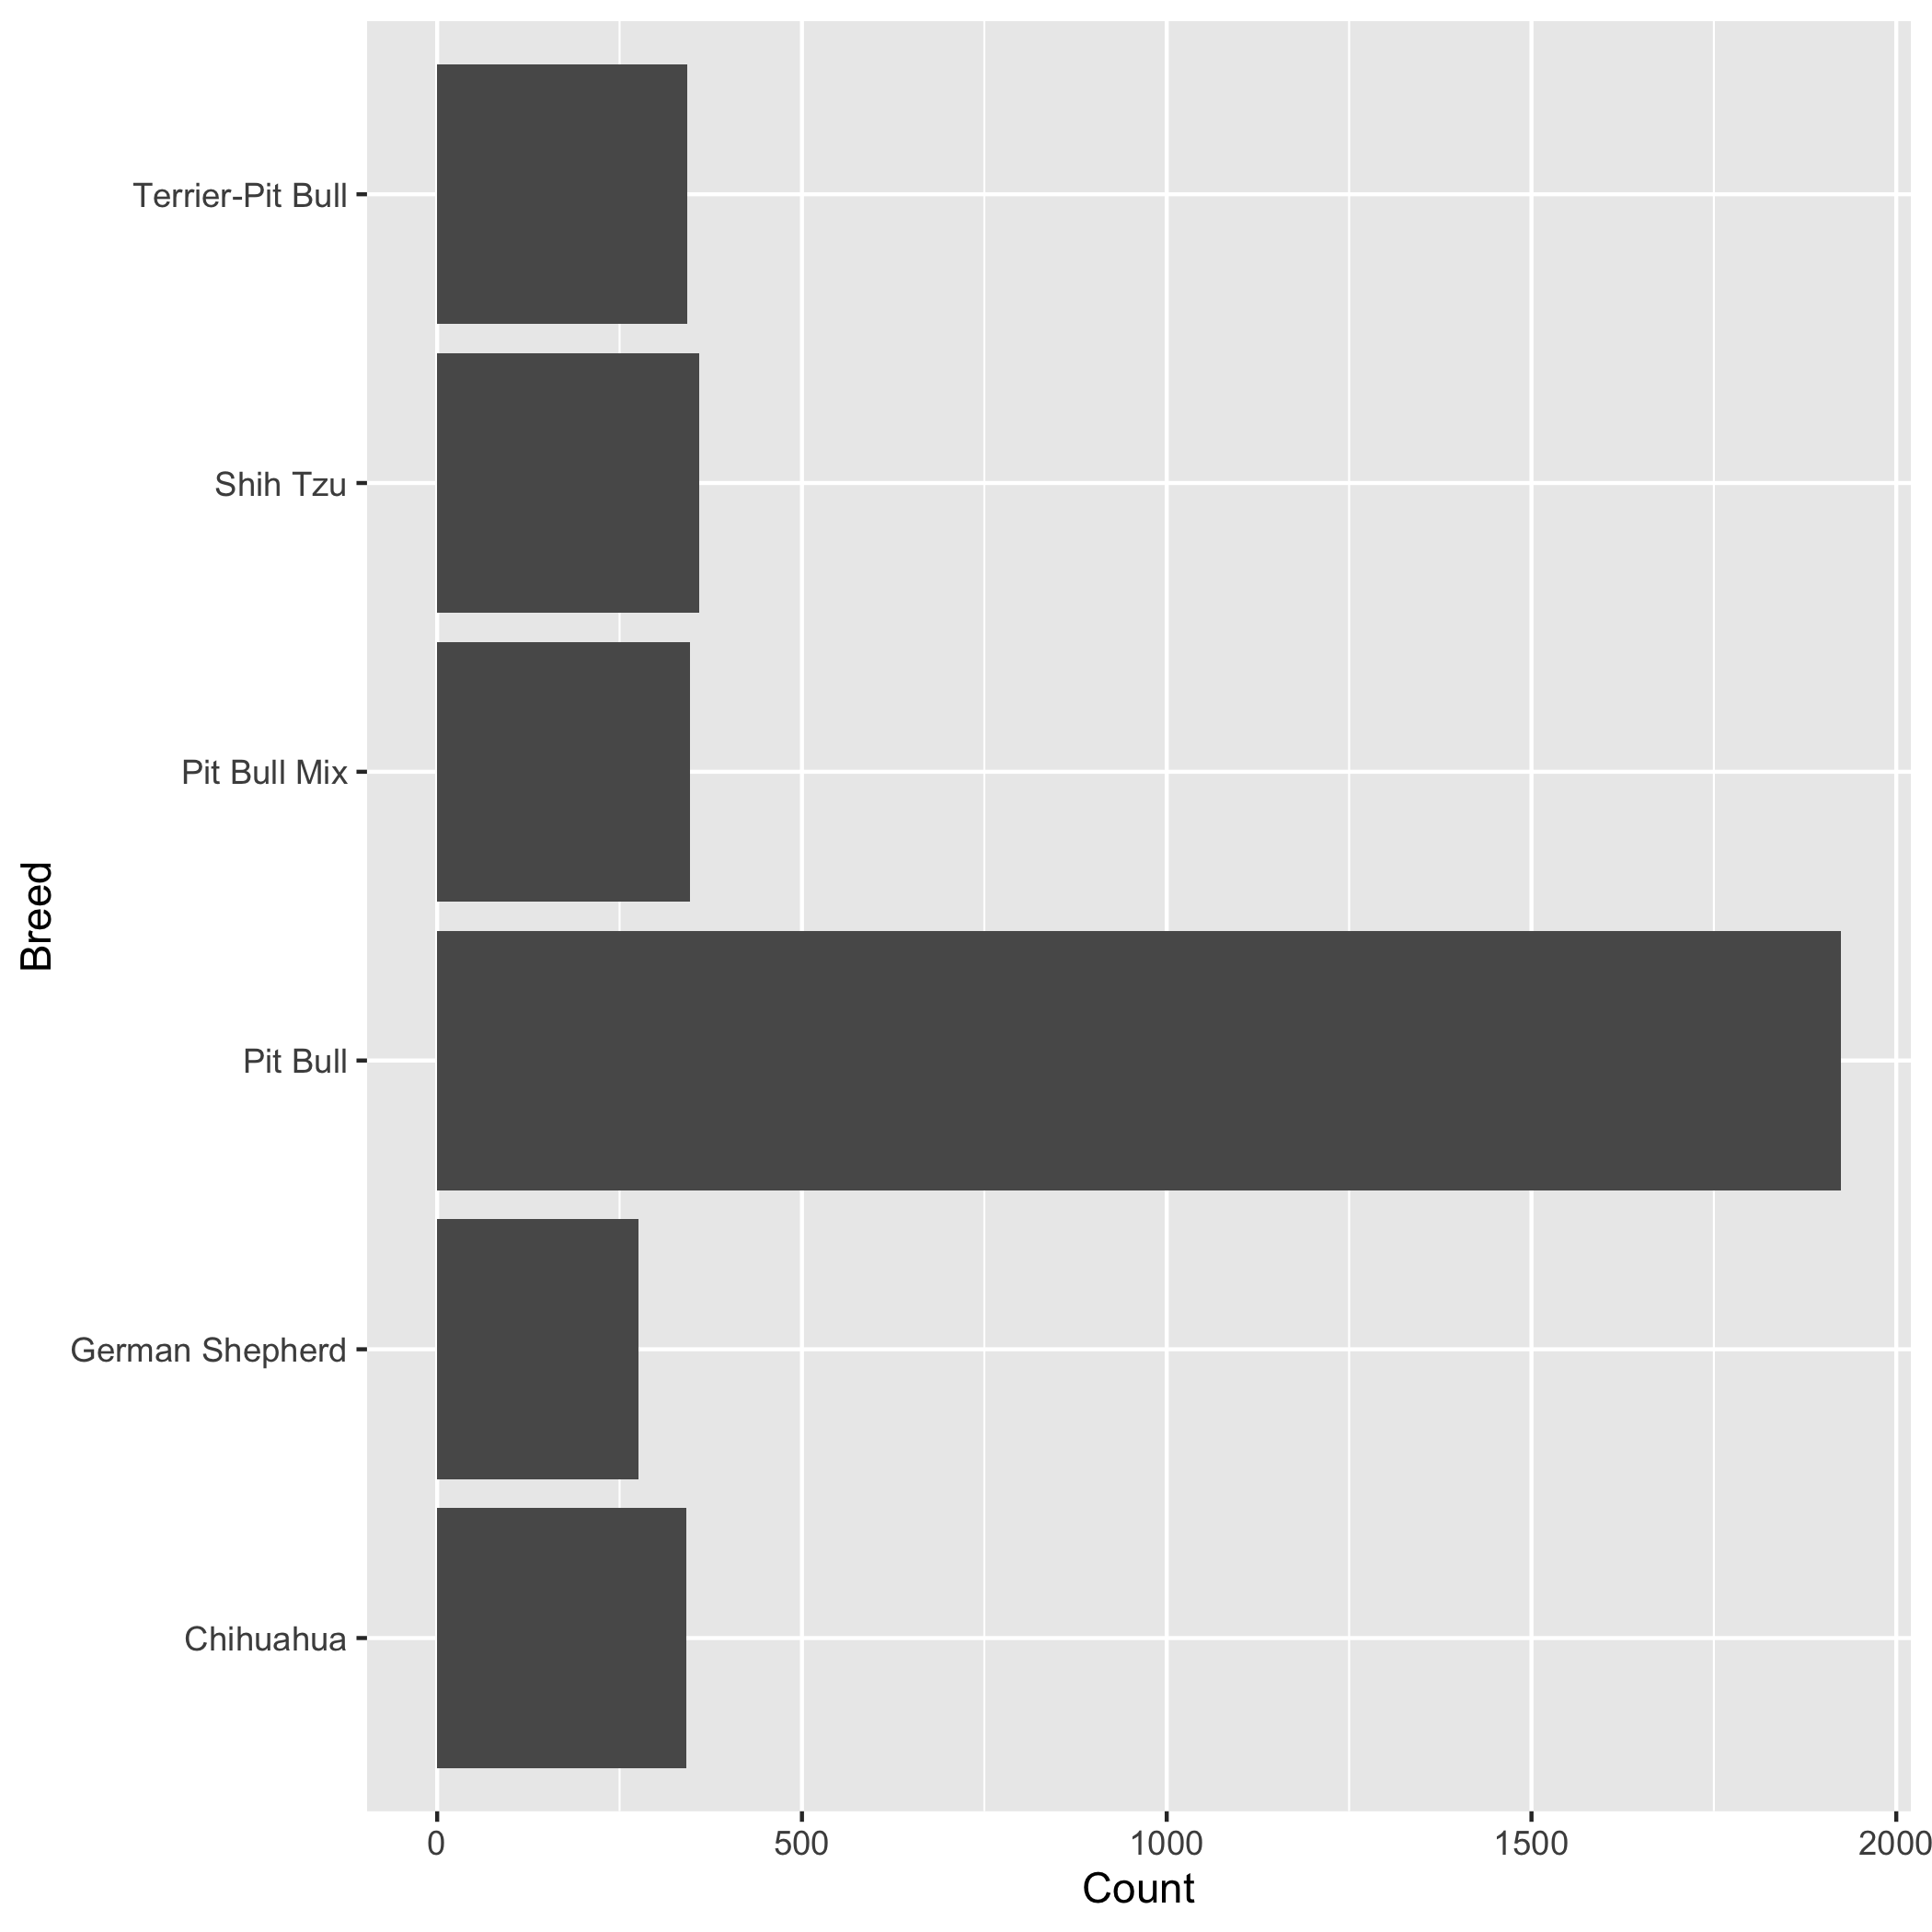 Terrier-Pit Bull
Shih Tzu
Pit Bull Mix
Pit Bull
German Shepherd
Chihuahua
Breed
0 500 1000 1500 2000
Count